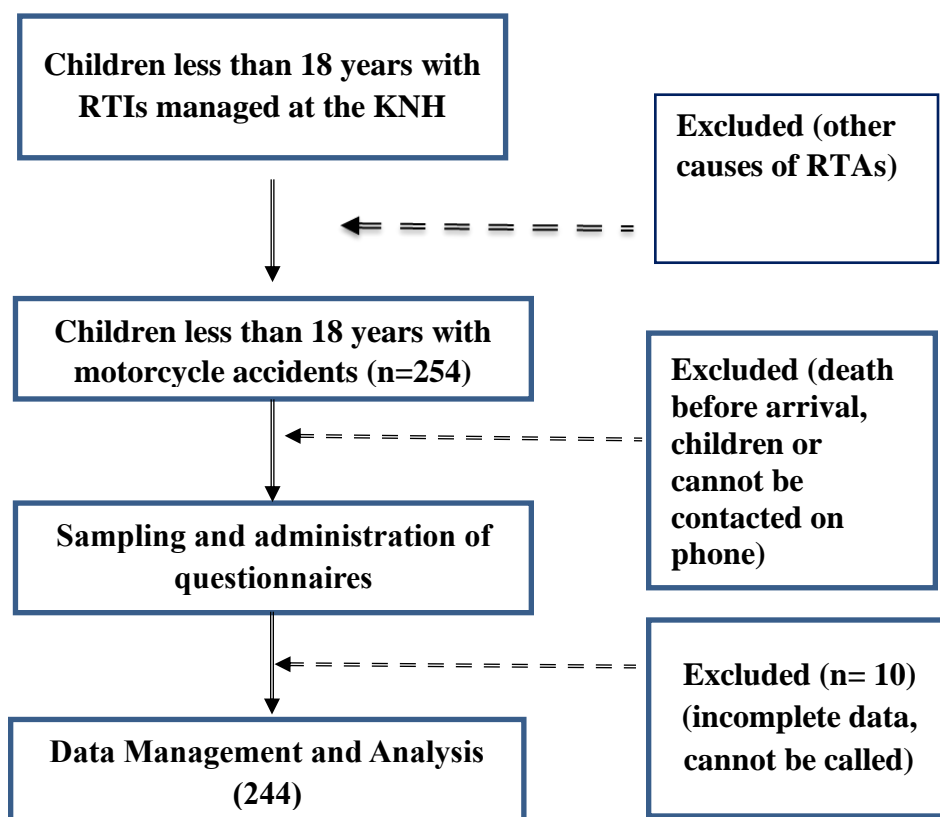 Children less than 18 years with
RTIs managed at the KNH
Excluded (other
causes of RTAs)
Children less than 18 years with
motorcycle accidents (n=254)
Excluded (death
before arrival,
children or
cannot be
contacted on
phone)
Sampling and administration of
questionnaires
Excluded (n= 10)
(incomplete data,
cannot be called)
Data Management and Analysis
(244)